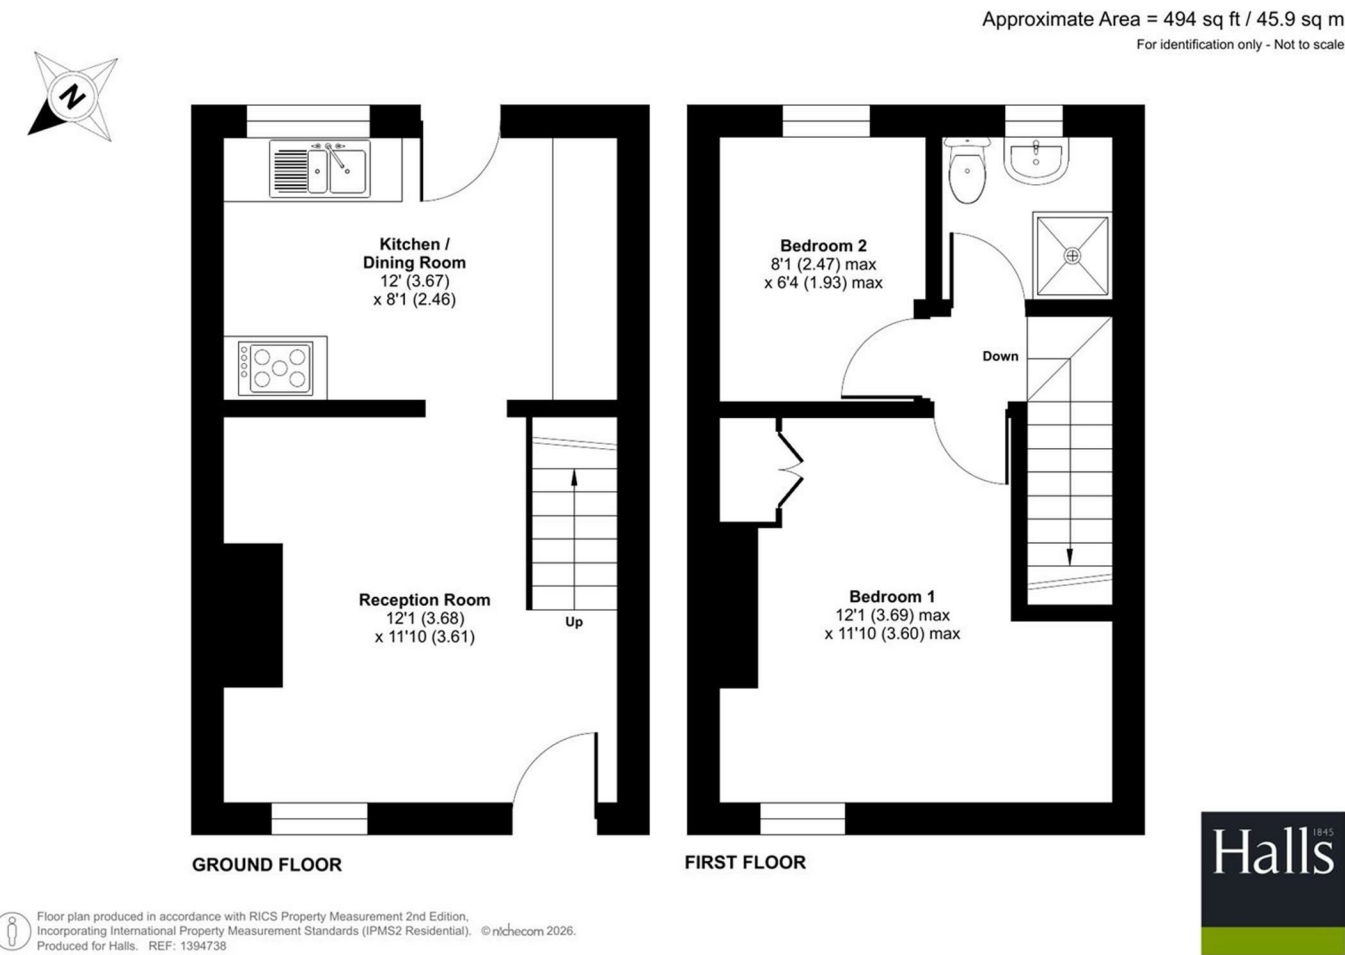 Approximate Area = 494 sq ft / 45.9 sq m
For identification only - Not to scale
N
Kitchen /
Dining Room
12' (3.67)
x 8'1 (2.46)
Bedroom 2
8'1 (2.47) max
x 6'4 (1.93) max
Down
Reception Room
12'1 (3.68)
x 11'10 (3.61)
Up
Bedroom 1
12'1 (3.69) max
x 11'10 (3.60) max
GROUND FLOOR
FIRST FLOOR
Halls 1845
Floor plan produced in accordance with RICS Property Measurement 2nd Edition,
Incorporating International Property Measurement Standards (IPMS2 Residential). © nichecom 2026.
Produced for Halls. REF: 1394738